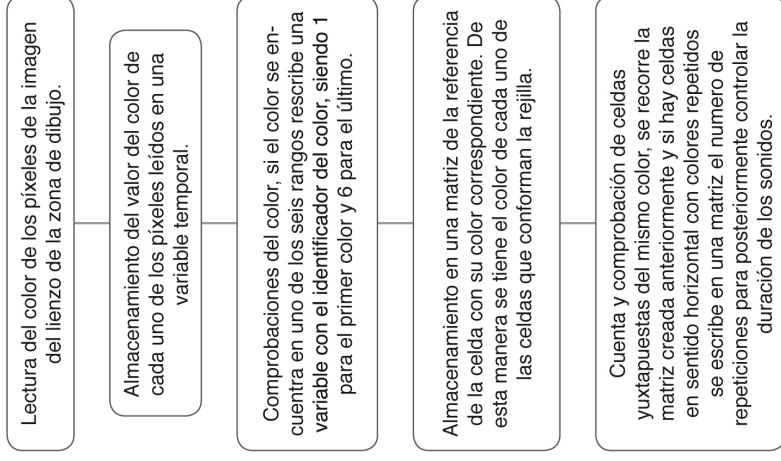 Lectura del color de los píxeles de la imagen
del lienzo de la zona de dibujo.
Almacenamiento del valor del color de
cada uno de los píxeles leídos en una
variable temporal.
Comprobaciones del color, si el color se en-
cuentra en uno de los seis rangos rescribe una
variable con el identificador del color, siendo 1
para el primer color y 6 para el último.
Almacenamiento en una matriz de la referencia
de la celda con su color correspondiente. De
esta manera se tiene el color de cada uno de
las celdas que conforman la rejilla.
Cuenta y comprobación de celdas
yuxtapuestas del mismo color, se recorre la
matriz creada anteriormente y si hay celdas
en sentido horizontal con colores repetidos
se escribe en una matriz el numero de
repeticiones para posteriormente controlar la
duración de los sonidos.